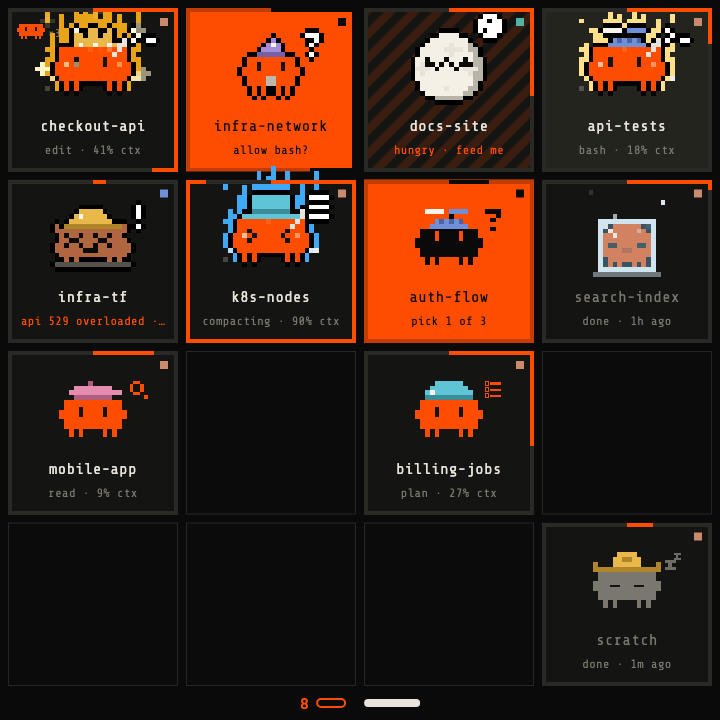 checkout-api
edit · 41% ctx
infra-network
allow bash?
docs-site
hungry · feed me
api-tests
bash · 18% ctx
infra-tf
api 529 overloaded ·…
k8s-nodes
compacting · 90% ctx
auth-flow
pick 1 of 3
search-index
done · 1h ago
mobile-app
read · 9% ctx
billing-jobs
plan · 27% ctx
scratch
done · 1m ago
8